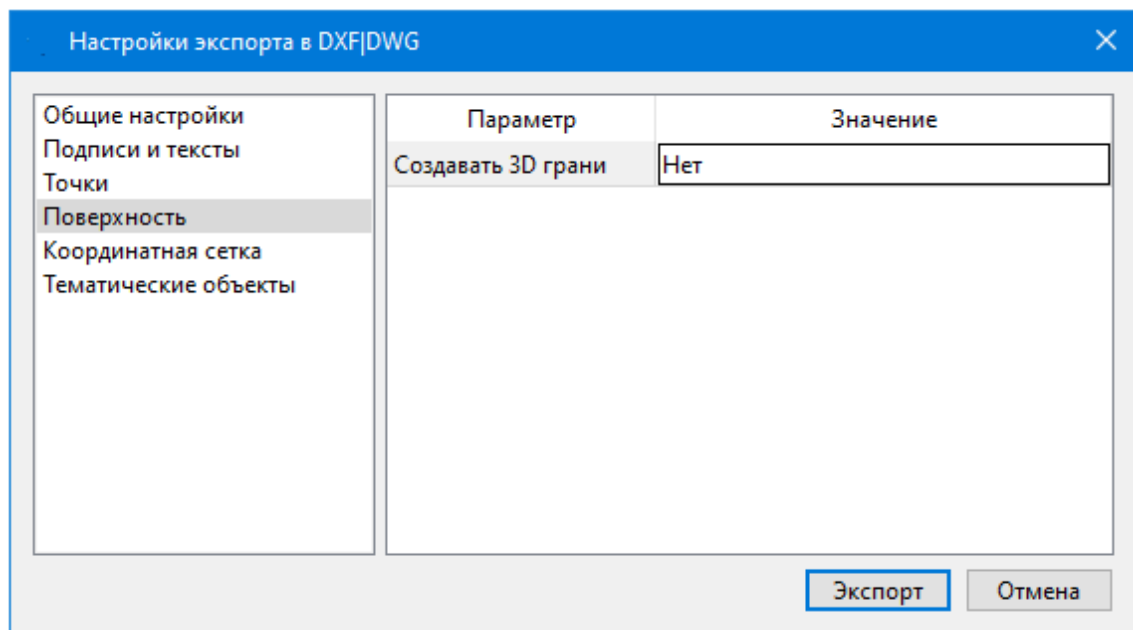 Настройки экспорта в DXF|DWG
Общие настройки
Подписи и тексты
Точки
Поверхность
Координатная сетка
Тематические объекты
Параметр Значение
Создавать 3D грани Нет
Экспорт Отмена